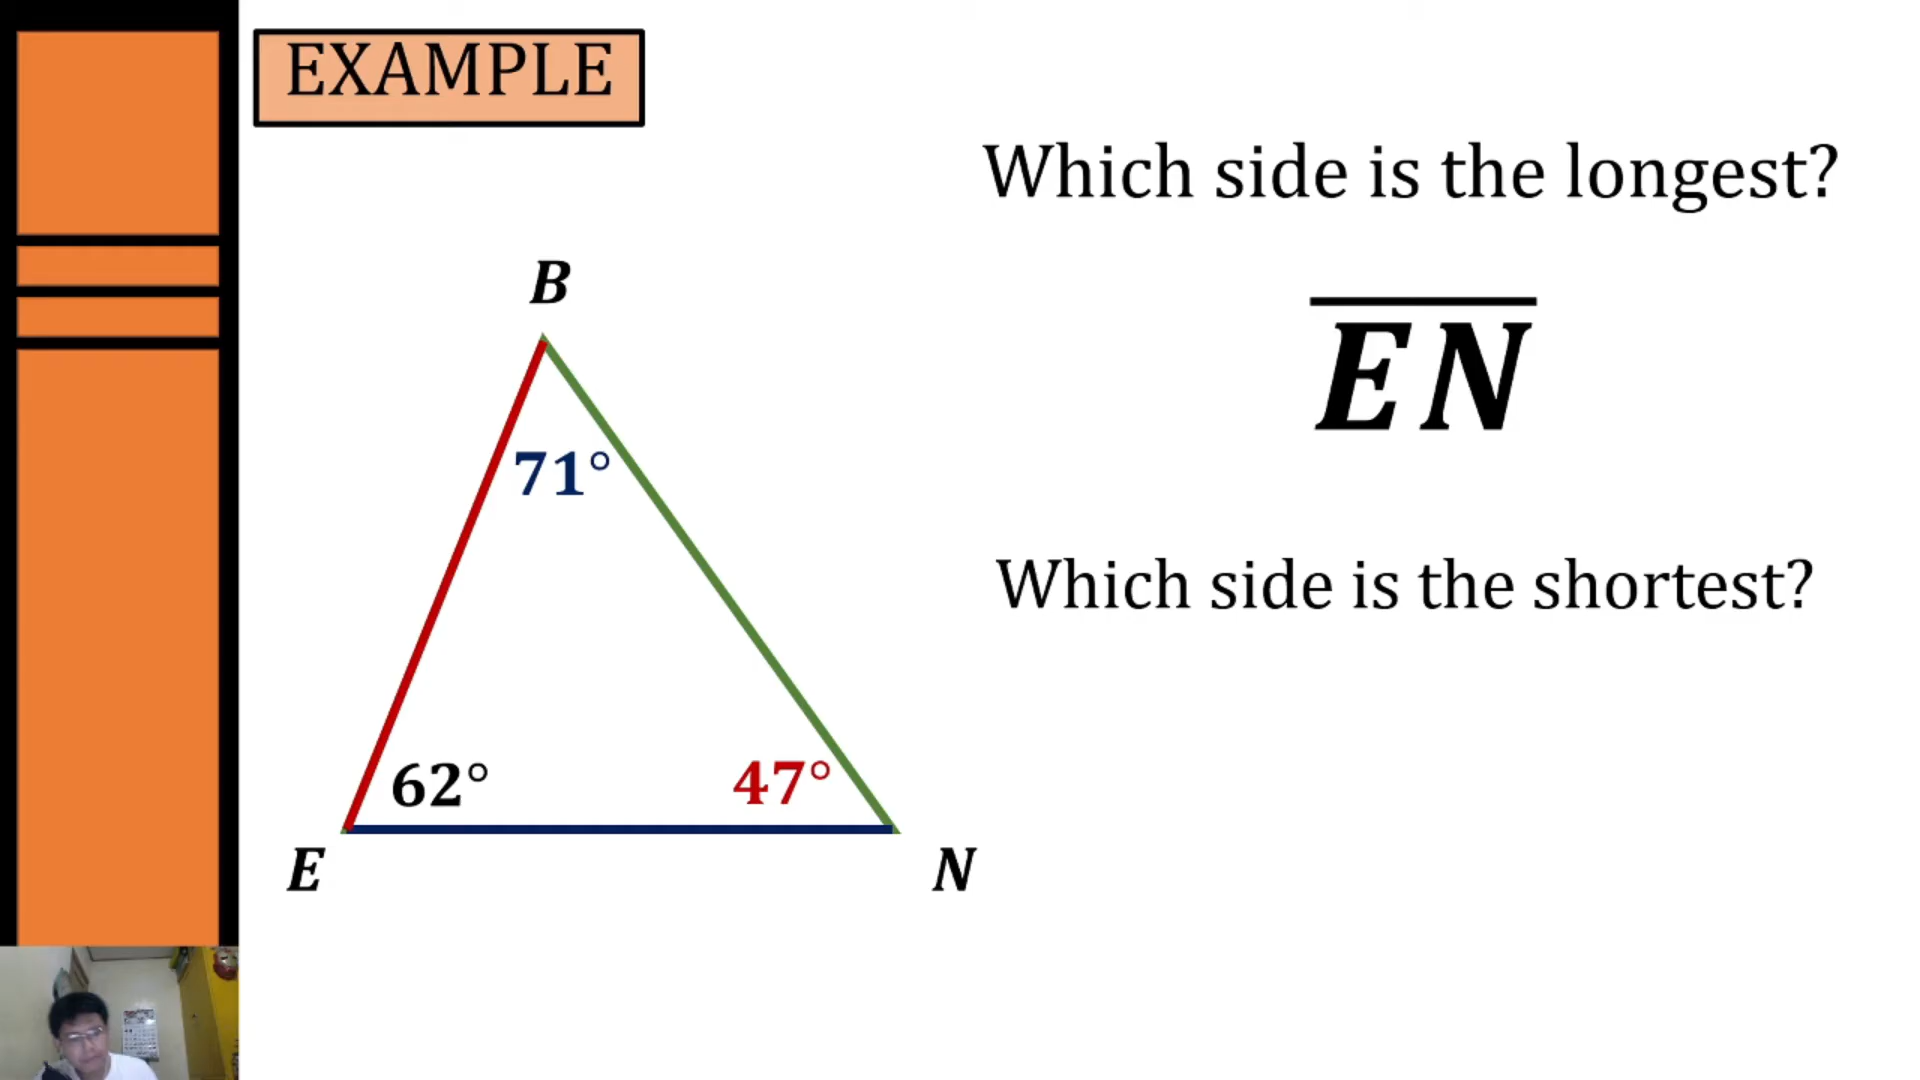 EXAMPLE
Which side is the longest?
B
EN
71°
Which side is the shortest?
62°
47°
E
N